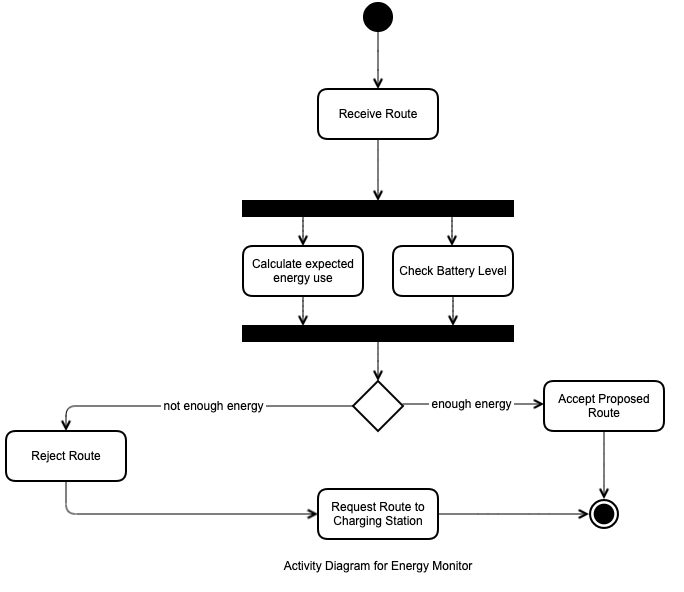 Receive Route
Calculate expected
energy use
Check Battery Level
not enough energy
enough energy
Accept Proposed
Route
Reject Route
Request Route to
Charging Station
Activity Diagram for Energy Monitor